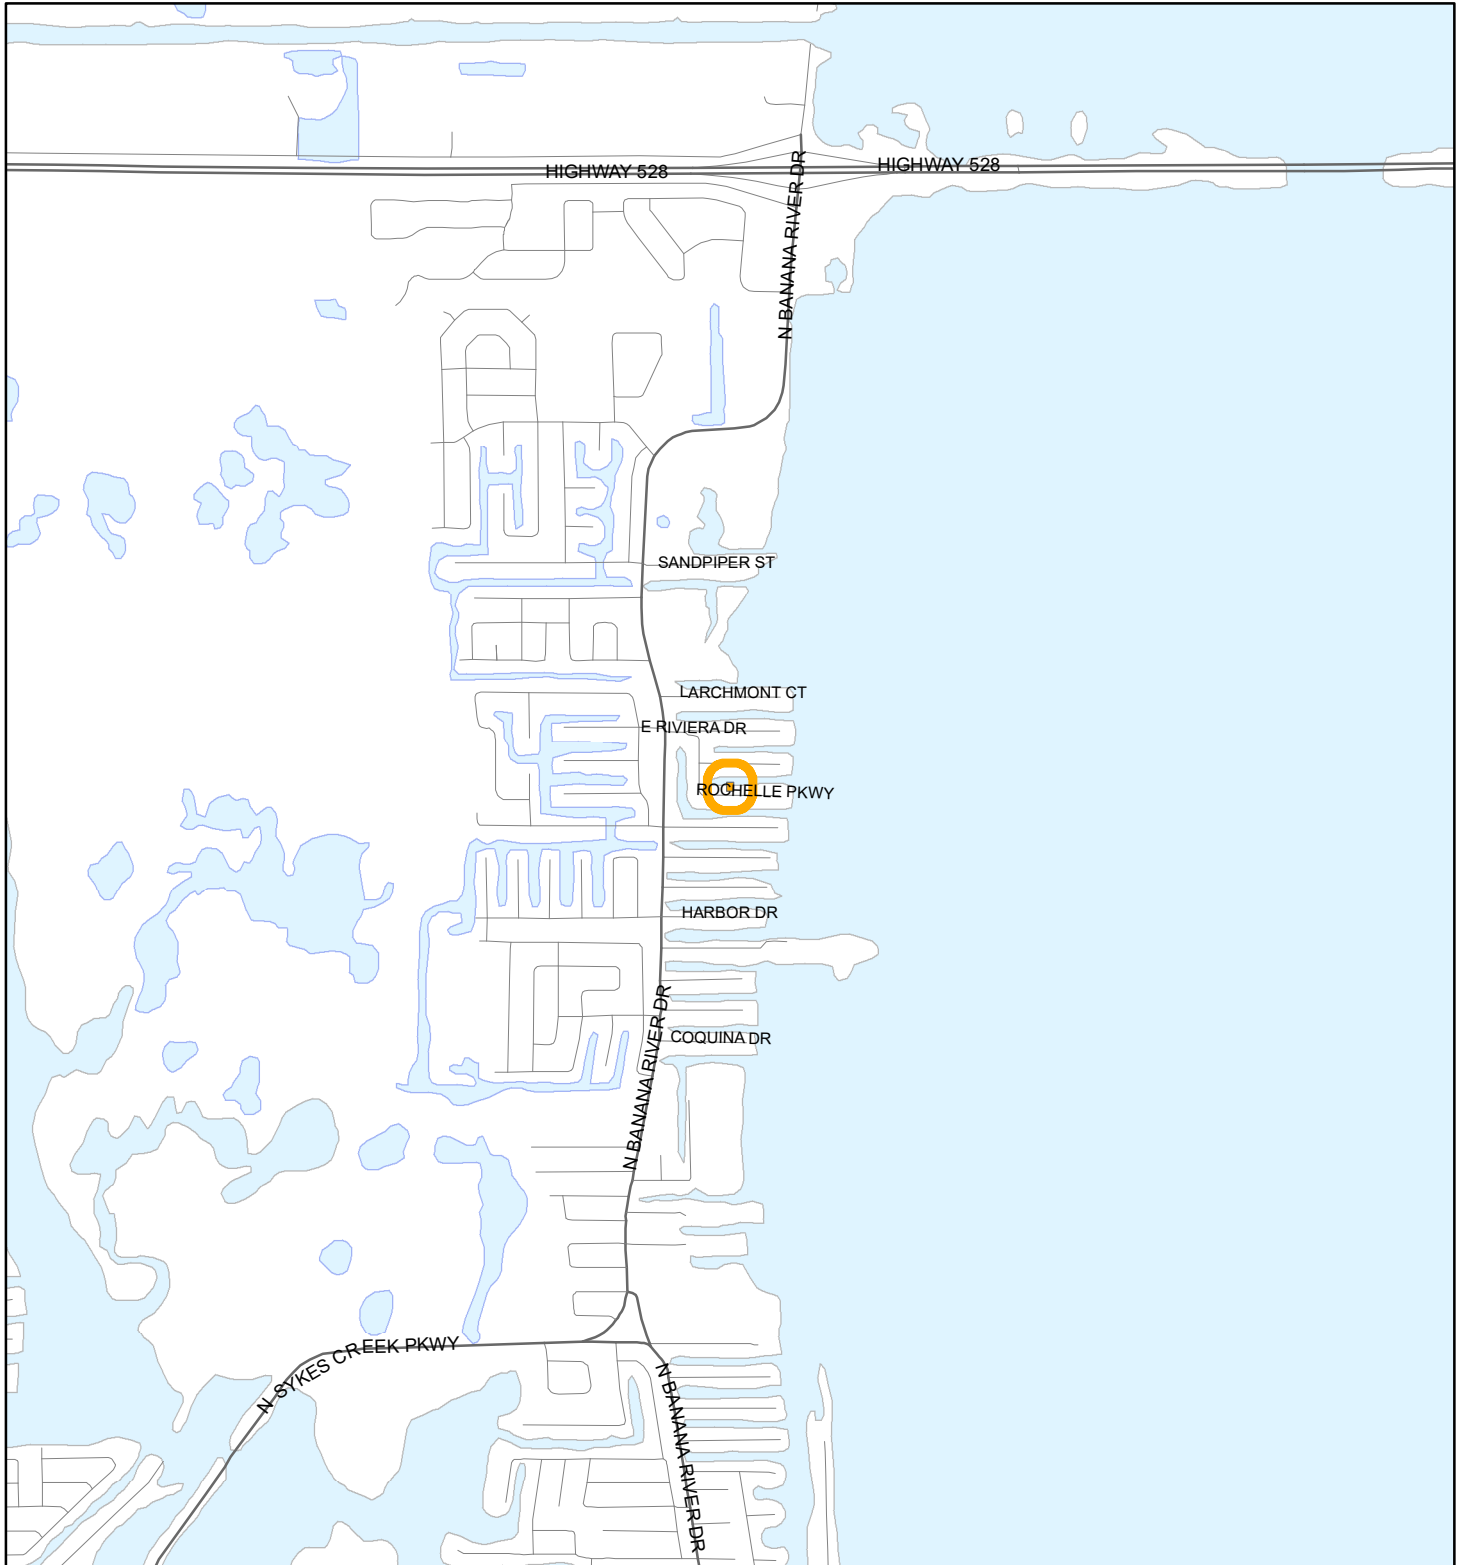 HIGHWAY 528
HIGHWAY 528
N BANANA RIVER DR
SANDPIPER ST
LARCHMONT CT
E RIVIERA DR
ROCHELLE PKWY
HARBOR DR
N BANANA RIVER DR
COQUINA DR
N SYKES CREEK PKWY
N BANANA RIVER DR